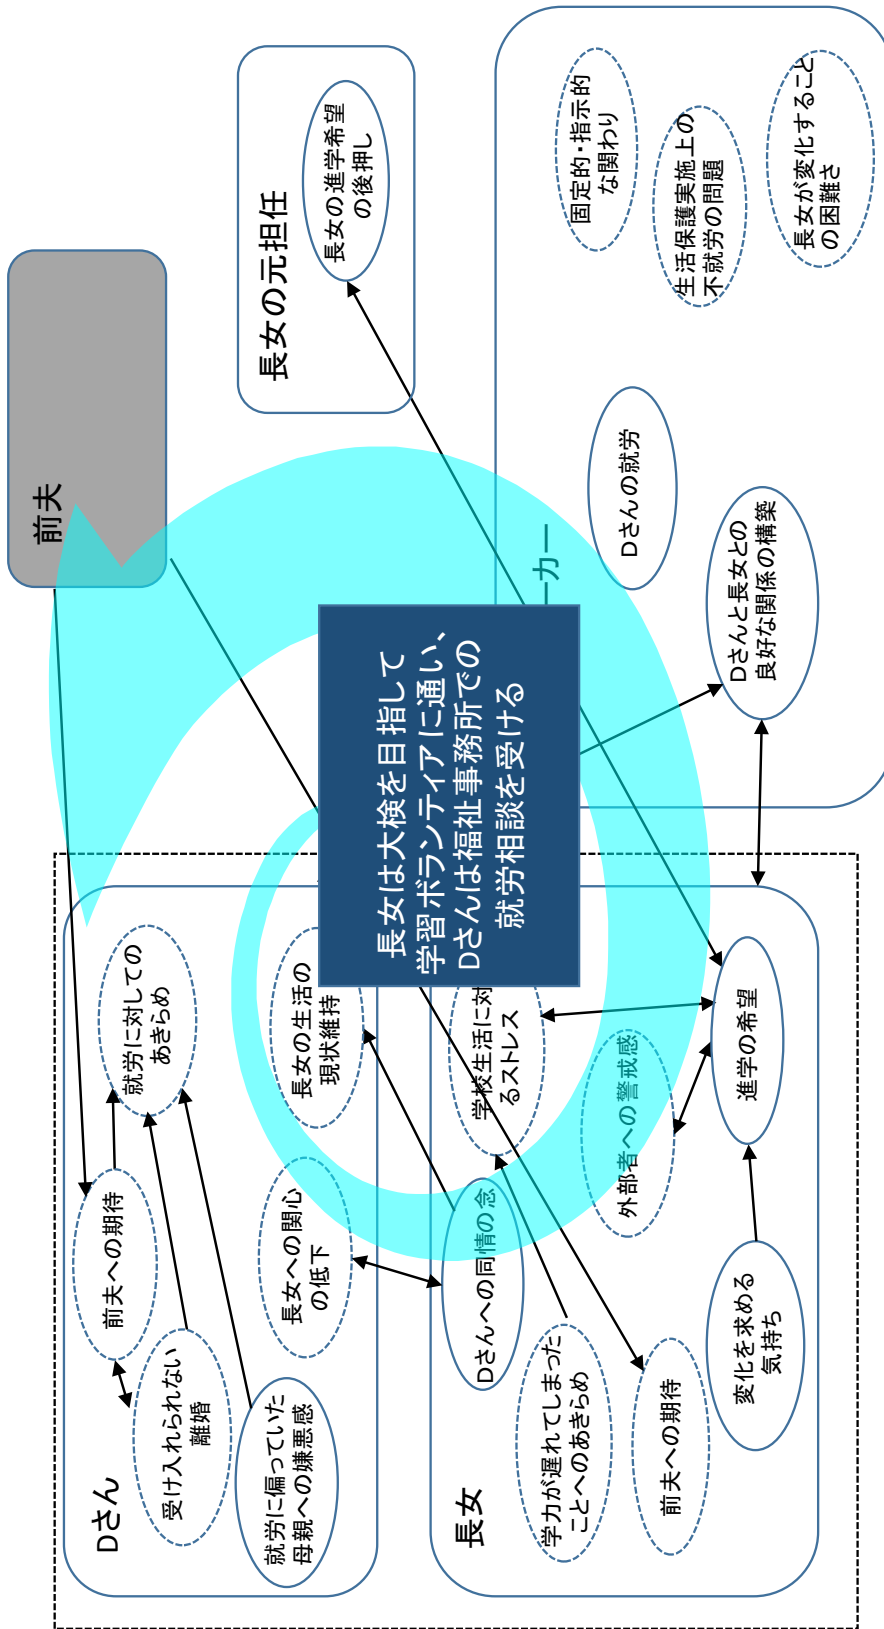 Dさん
受け入れられない
離婚
就労に偏っていた
母親への嫌悪感
前夫への期待
長女への関心
の低下
就労に対しての
あきらめ
長女の生活の
現状維持
前夫
長女
学力が遅れてしまった
ことへのあきらめ
前夫への期待
変化を求める
気持ち
Dさんへの同情の念
外部者への警戒感
学校生活に対
るストレス
進学の希望
長女は大検を目指して
学習ボランティアに通い、
Dさんは福祉事務所での
就労相談を受ける
長女の元担任
長女の進学希望
の後押し
ーカー
Dさんの就労
Dさんと長女との
良好な関係の構築
固定的・指示的
な関わり
生活保護実施上の
不就労の問題
長女が変化すること
の困難さ